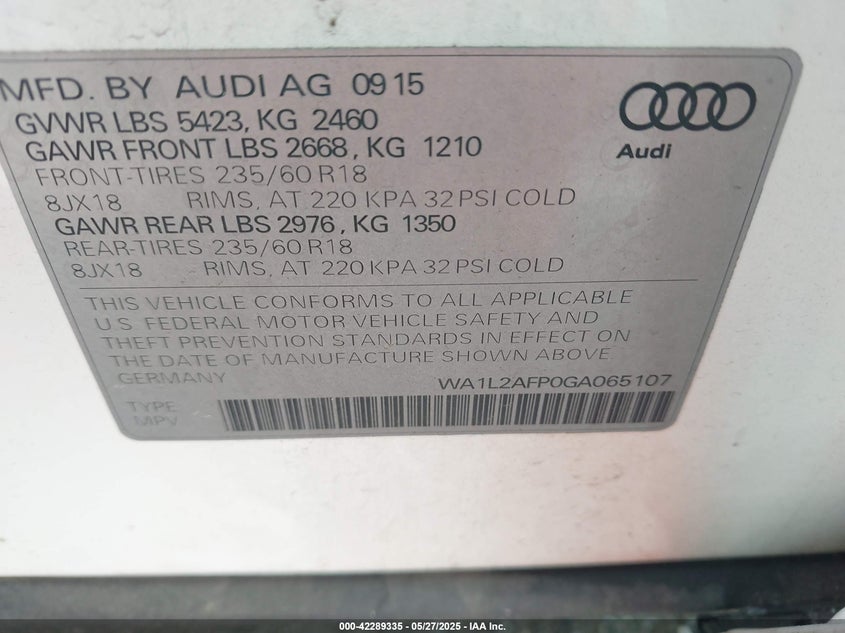 MFD. BY AUDI AG 09 15
GVWR LBS 5423, KG 2460
GAWR FRONT LBS 2668, KG 1210
FRONT-TIRES 235/60 R18
8JX18 RIMS, AT 220 KPA 32 PSI COLD
GAWR REAR LBS 2976, KG 1350
REAR-TIRES 235/60 R18
8JX18 RIMS, AT 220 KPA 32 PSI COLD
Audi
THIS VEHICLE CONFORMS TO ALL APPLICABLE
U.S. FEDERAL MOTOR VEHICLE SAFETY AND
THEFT PREVENTION STANDARDS IN EFFECT ON
THE DATE OF MANUFACTURE SHOWN ABOVE.
GERMANY WA1L2AFP0GA065107
TYPE
MPV
000-42289335 - 05/27/2025 - IAA Inc.